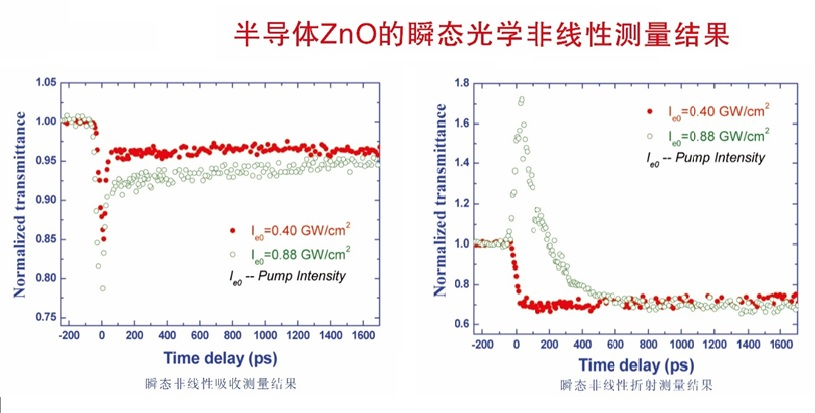 半导体ZnO的瞬态光学非线性测量结果
1.05
1.00
0.95
0.90
0.85
0.80
0.75
Normalized transmittance
Ie0=0.40 GW/cm2
Ie0=0.88 GW/cm2
Ie0 -- Pump Intensity
-200 0 200 400 600 800 1000 1200 1400 1600
Time delay (ps)
瞬态非线性吸收测量结果
1.8
1.6
1.4
1.2
1.0
0.8
0.6
Normalized transmittance
Ie0=0.40 GW/cm2
Ie0=0.88 GW/cm2
Ie0 -- Pump Intensity
-200 0 200 400 600 800 1000 1200 1400 1600
Time delay (ps)
瞬态非线性折射测量结果